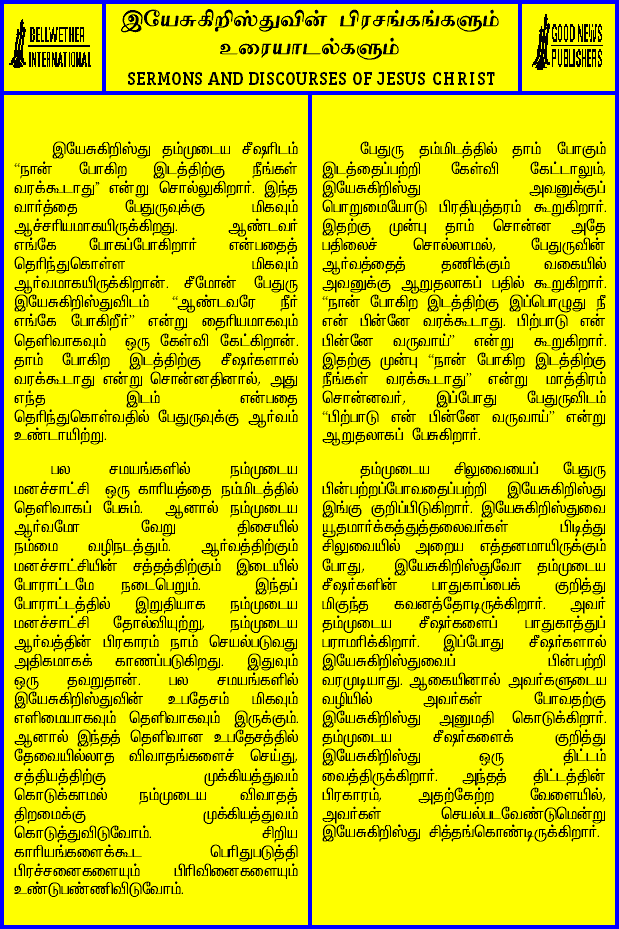 BELLWETHER
INTERNATIONAL
இயேசுகிறிஸ்துவின் பிரசங்கங்களும்
உரையாடல்களும்
SERMONS AND DISCOURSES OF JESUS CHRIST
GOOD NEWS
PUBLISHERS
இயேசுகிறிஸ்து தம்முடைய சீஷரிடம்
“நான் போகிற இடத்திற்கு நீங்கள்
வரக்கூடாது” என்று சொல்லுகிறார். இந்த
வார்த்தை பேதுருவுக்கு மிகவும்
ஆச்சரியமாகயிருக்கிறது. ஆண்டவர்
எங்கே போகப்போகிறார் என்பதைத்
தெரிந்துகொள்ள மிகவும்
ஆர்வமாகயிருக்கிறான். சீமோன் பேதுரு
இயேசுகிறிஸ்துவிடம் “ஆண்டவரே நீர்
எங்கே போகிறீர்” என்று தைரியமாகவும்
தெளிவாகவும் ஒரு கேள்வி கேட்கிறான்.
தாம் போகிற இடத்திற்கு சீஷர்களால்
வரக்கூடாது என்று சொன்னதினால், அது
எந்த இடம் என்பதை
தெரிந்துகொள்வதில் பேதுருவுக்கு ஆர்வம்
உண்டாயிற்று.
பல சமயங்களில் நம்முடைய
மனச்சாட்சி ஒரு காரியத்தை நம்மிடத்தில்
தெளிவாகப் பேசும். ஆனால் நம்முடைய
ஆர்வமோ வேறு திசையில்
நம்மை வழிநடத்தும். ஆர்வத்திற்கும்
மனச்சாட்சியின் சத்தத்திற்கும் இடையில்
போராட்டமே நடைபெறும். இந்தப்
போராட்டத்தில் இறுதியாக நம்முடைய
மனச்சாட்சி தோல்வியுற்று, நம்முடைய
ஆர்வத்தின் பிரகாரம் நாம் செயல்படுவது
அதிகமாகக் காணப்படுகிறது. இதுவும்
ஒரு தவறுதான். பல சமயங்களில்
இயேசுகிறிஸ்துவின் உபதேசம் மிகவும்
எளிமையாகவும் தெளிவாகவும் இருக்கும்.
ஆனால் இந்தத் தெளிவான உபதேசத்தில்
தேவையில்லாத விவாதங்களைச் செய்து,
சத்தியத்திற்கு முக்கியத்துவம்
கொடுக்காமல் நம்முடைய விவாதத்
திறமைக்கு முக்கியத்துவம்
கொடுத்துவிடுவோம். சிறிய
காரியங்களைக்கூட பெரிதுபடுத்தி
பிரச்சனைகளையும் பிரிவினைகளையும்
உண்டுபண்ணிவிடுவோம்.
பேதுரு தம்மிடத்தில் தாம் போகும்
இடத்தைப்பற்றி கேள்வி கேட்டாலும்,
இயேசுகிறிஸ்து அவனுக்குப்
பொறுமையோடு பிரதியுத்தரம் கூறுகிறார்.
இதற்கு முன்பு தாம் சொன்ன அதே
பதிலைச் சொல்லாமல், பேதுருவின்
ஆர்வத்தைத் தணிக்கும் வகையில்
அவனுக்கு ஆறுதலாகப் பதில் கூறுகிறார்.
“நான் போகிற இடத்திற்கு இப்பொழுது நீ
என் பின்னே வரக்கூடாது. பிற்பாடு என்
பின்னே வருவாய்” என்று கூறுகிறார்.
இதற்கு முன்பு “நான் போகிற இடத்திற்கு
நீங்கள் வரக்கூடாது” என்று மாத்திரம்
சொன்னவர், இப்போது பேதுருவிடம்
“பிற்பாடு என் பின்னே வருவாய்” என்று
ஆறுதலாகப் பேசுகிறார்.
தம்முடைய சிலுவையைப் பேதுரு
பின்பற்றப்போவதைப்பற்றி இயேசுகிறிஸ்து
இங்கு குறிப்பிடுகிறார். இயேசுகிறிஸ்துவை
யூதமார்க்கத்துத்தலைவர்கள் பிடித்து
சிலுவையில் அறைய எத்தனமாயிருக்கும்
போது, இயேசுகிறிஸ்துவோ தம்முடைய
சீஷர்களின் பாதுகாப்பைக் குறித்து
மிகுந்த கவனத்தோடிருக்கிறார். அவர்
தம்முடைய சீஷர்களைப் பாதுகாத்துப்
பராமரிக்கிறார். இப்போது சீஷர்களால்
இயேசுகிறிஸ்துவைப் பின்பற்றி
வரமுடியாது. ஆகையினால் அவர்களுடைய
வழியில் அவர்கள் போவதற்கு
இயேசுகிறிஸ்து அனுமதி கொடுக்கிறார்.
தம்முடைய சீஷர்களைக் குறித்து
இயேசுகிறிஸ்து ஒரு திட்டம்
வைத்திருக்கிறார். அந்தத் திட்டத்தின்
பிரகாரம், அதற்கேற்ற வேளையில்,
அவர்கள் செயல்படவேண்டுமென்று
இயேசுகிறிஸ்து சித்தங்கொண்டிருக்கிறார்.